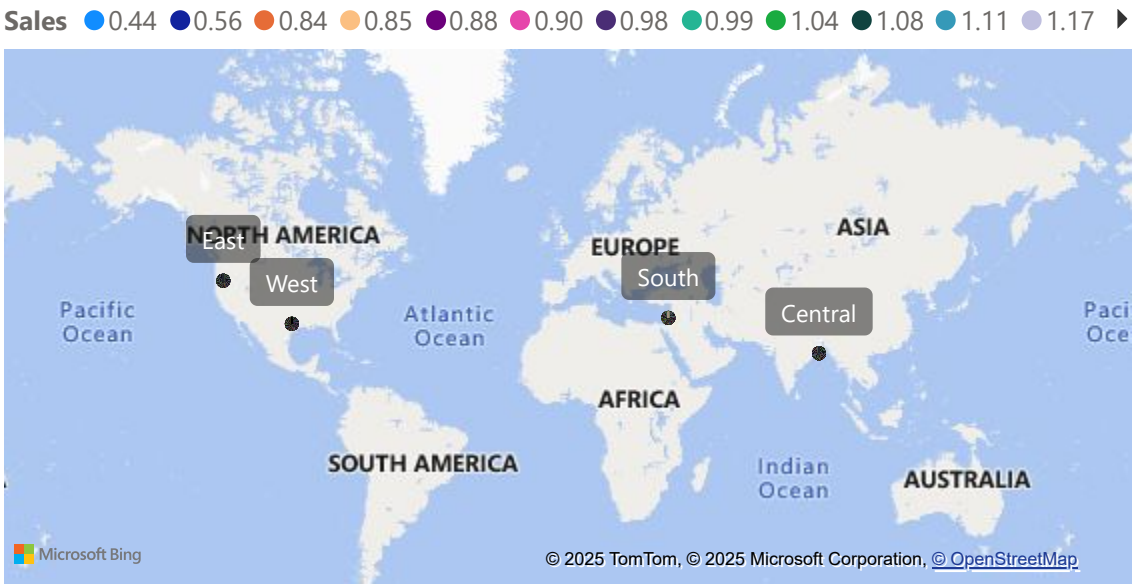 Sales 0.44 0.56 0.84 0.85 0.88 0.90 0.98 0.99 1.04 1.08 1.11 1.17
NORTH AMERICA
East
West
Pacific
Ocean
Atlantic
Ocean
EUROPE
ASIA
South
Central
Paci
Oce
AFRICA
SOUTH AMERICA
Indian
Ocean
AUSTRALIA
Microsoft Bing
© 2025 TomTom, © 2025 Microsoft Corporation, © OpenStreetMap